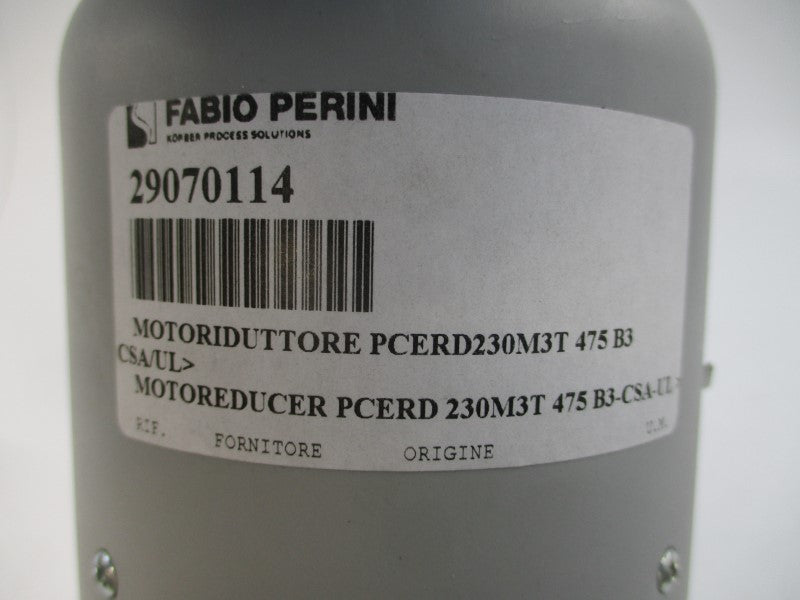 FABIO PERINI
KÖRBER PROCESS SOLUTIONS
29070114
MOTORIDUTTORE PCERD230M3T 475 B3
CSA/UL>
MOTOREDUCER PCERD 230M3T 475 B3-CSA-UL>
RIF. FORNITORE ORIGINE U.M.